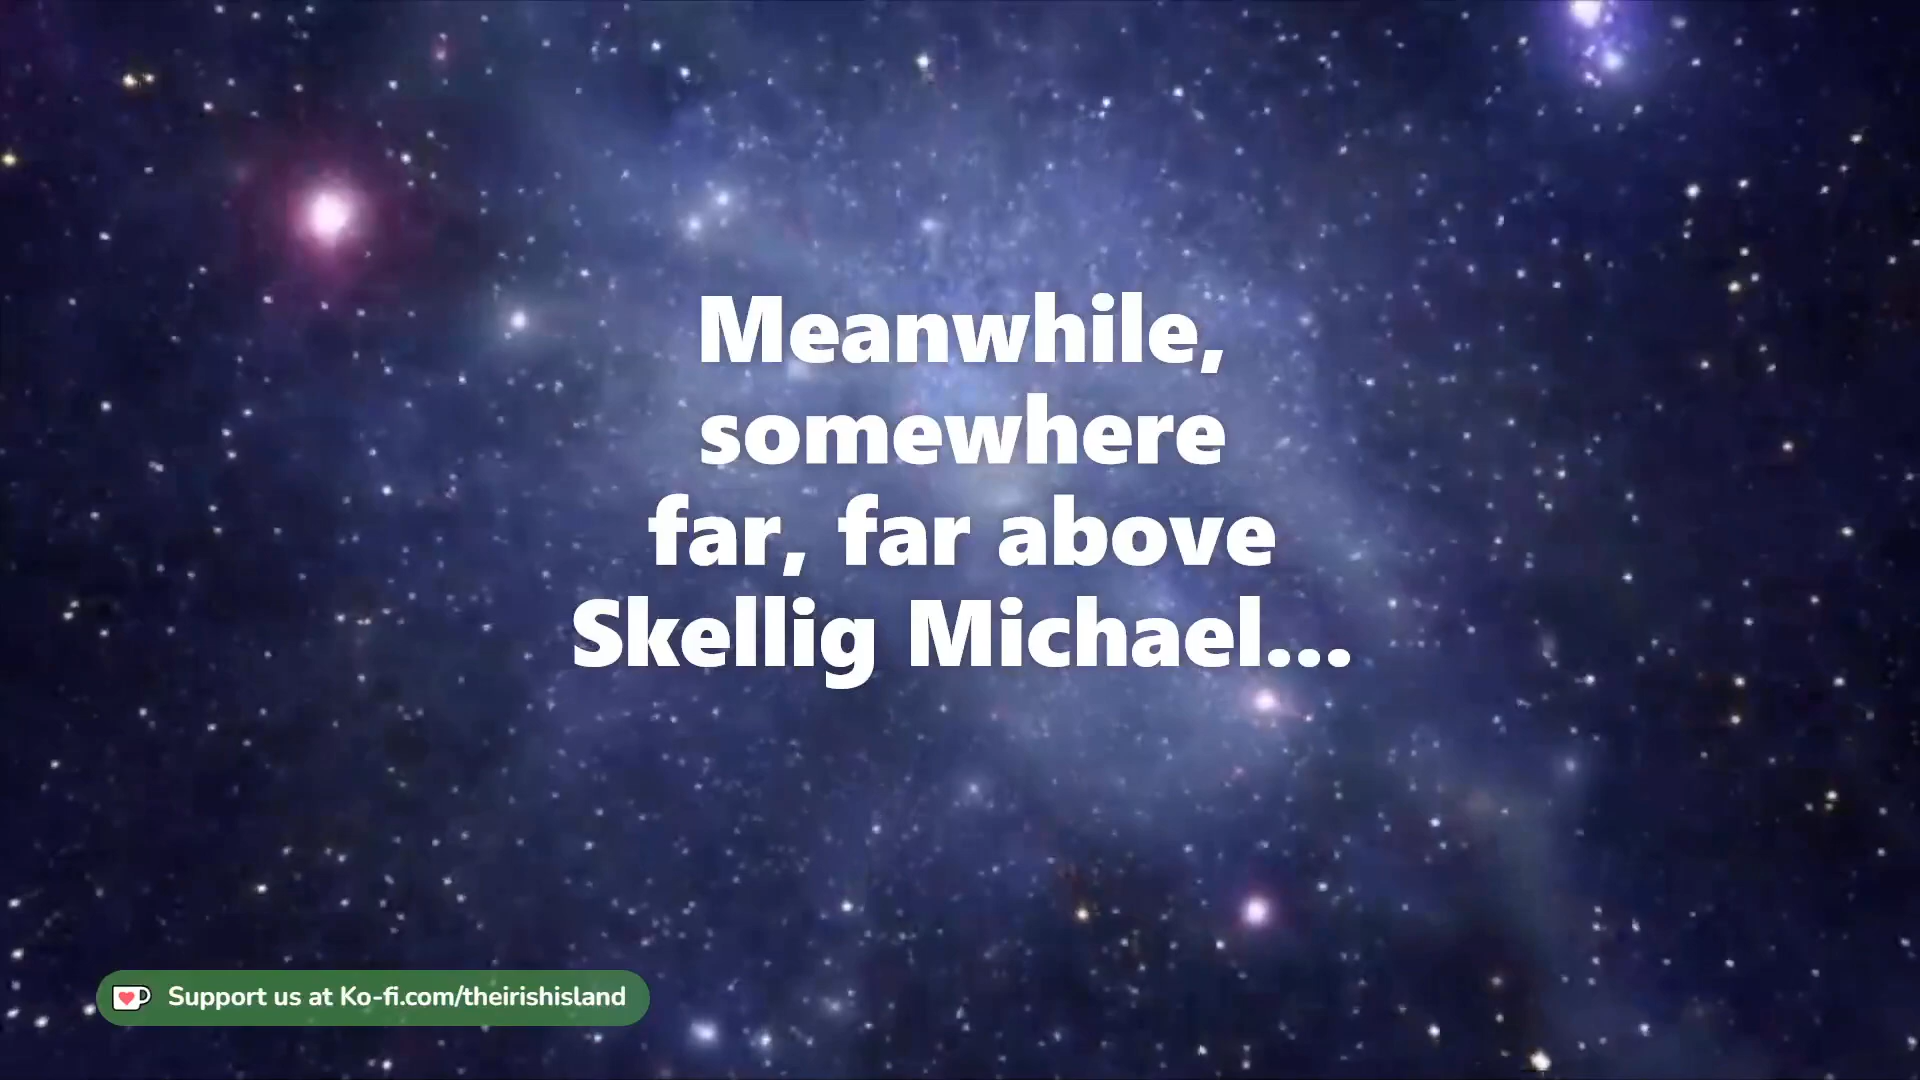 Meanwhile,
somewhere
far, far above
Skellig Michael...
Support us at Ko-fi.com/theirishisland